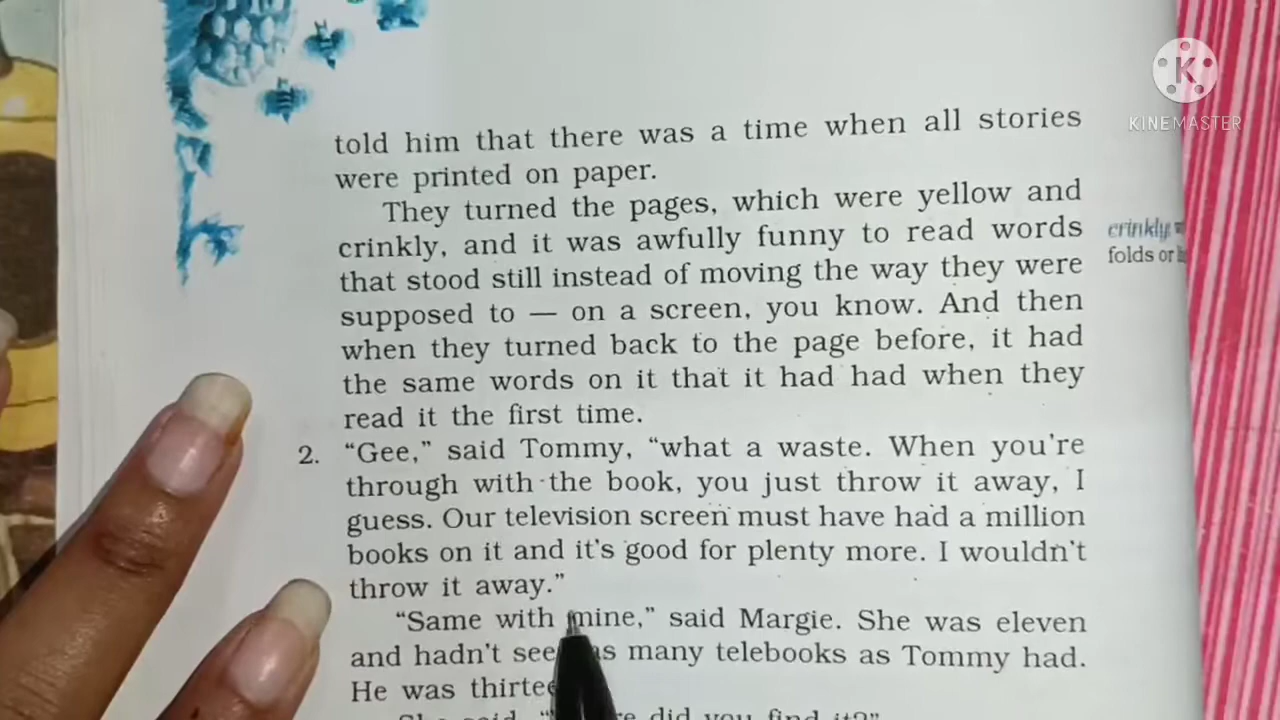 K
KINEMASTER
told him that there was a time when all stories
were printed on paper.
They turned the pages, which were yellow and
crinkly, and it was awfully funny to read words
that stood still instead of moving the way they were
supposed to — on a screen, you know. And then
when they turned back to the page before, it had
the same words on it that it had had when they
read it the first time.
crinkly
folds or
2. “Gee,” said Tommy, “what a waste. When you're
through with the book, you just throw it away, I
guess. Our television screen must have had a million
books on it and it's good for plenty more. I wouldn't
throw it away.”
“Same with mine,” said Margie. She was eleven
and hadn't as many telebooks as Tommy had.
He was
She said, did you find it?”